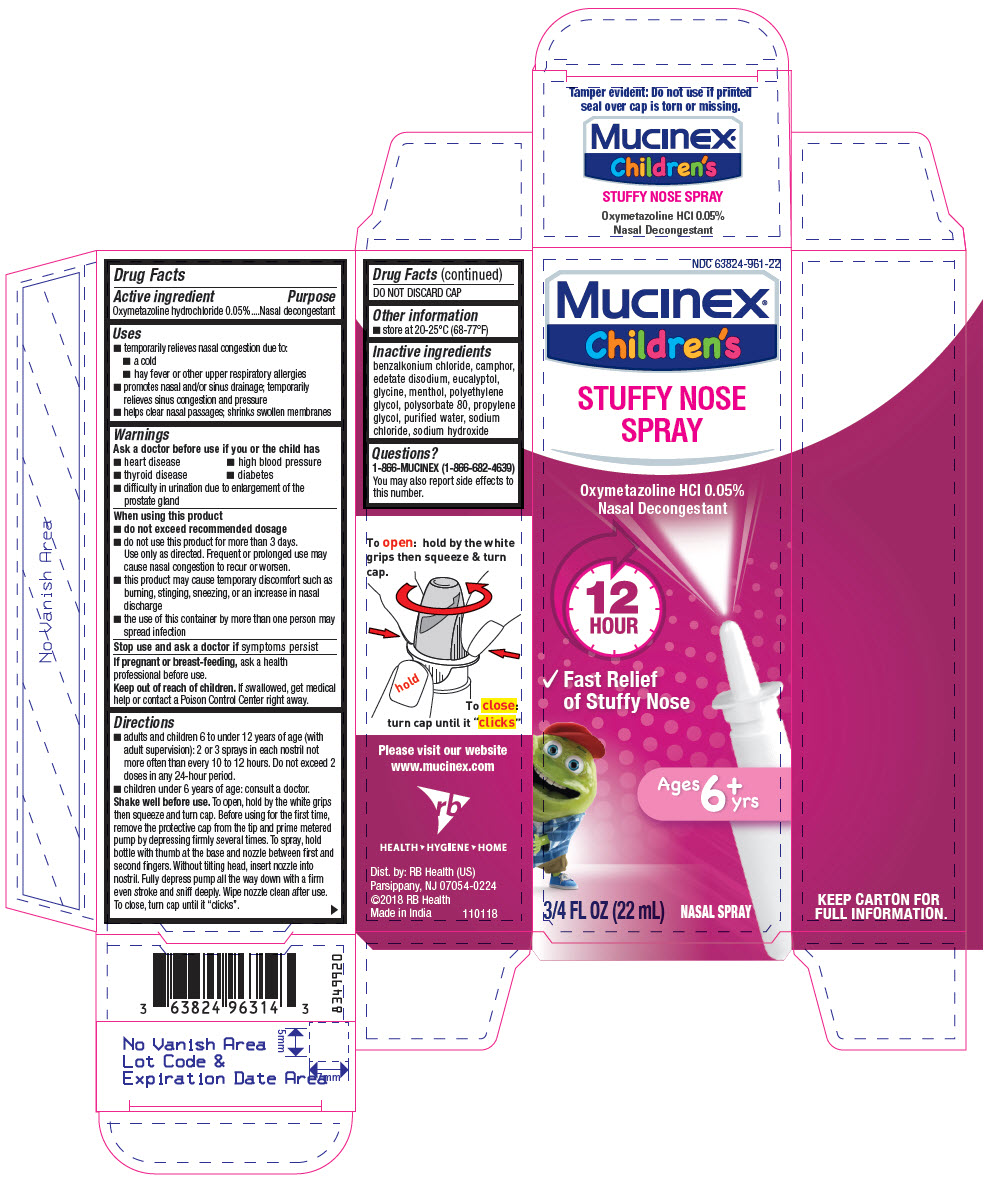 Tamper evident: Do not use if printed
seal over cap is torn or missing.
Mucinex®
Children's
STUFFY NOSE SPRAY
Oxymetazoline HCl 0.05%
Nasal Decongestant
NDC 63824-961-22
Mucinex®
Children's
STUFFY NOSE
SPRAY
Oxymetazoline HCl 0.05%
Nasal Decongestant
12
HOUR
✓ Fast Relief
of Stuffy Nose
Ages 6+ yrs
3/4 FL OZ (22 mL) NASAL SPRAY
KEEP CARTON FOR
FULL INFORMATION.
No Vanish Area
Drug Facts
Active ingredient Purpose
Oxymetazoline hydrochloride 0.05%....Nasal decongestant
Uses
■ temporarily relieves nasal congestion due to:
■ a cold
■ hay fever or other upper respiratory allergies
■ promotes nasal and/or sinus drainage; temporarily
relieves sinus congestion and pressure
■ helps clear nasal passages; shrinks swollen membranes
Warnings
Ask a doctor before use if you or the child has
■ heart disease ■ high blood pressure
■ thyroid disease ■ diabetes
■ difficulty in urination due to enlargement of the
prostate gland
When using this product
■ do not exceed recommended dosage
■ do not use this product for more than 3 days.
Use only as directed. Frequent or prolonged use may
cause nasal congestion to recur or worsen.
■ this product may cause temporary discomfort such as
burning, stinging, sneezing, or an increase in nasal
discharge
■ the use of this container by more than one person may
spread infection
Stop use and ask a doctor if symptoms persist
If pregnant or breast-feeding, ask a health
professional before use.
Keep out of reach of children. If swallowed, get medical
help or contact a Poison Control Center right away.
Directions
■ adults and children 6 to under 12 years of age (with
adult supervision): 2 or 3 sprays in each nostril not
more often than every 10 to 12 hours. Do not exceed 2
doses in any 24-hour period.
■ children under 6 years of age: consult a doctor.
Shake well before use. To open, hold by the white grips
then squeeze and turn cap. Before using for the first time,
remove the protective cap from the tip and prime metered
pump by depressing firmly several times. To spray, hold
bottle with thumb at the base and nozzle between first and
second fingers. Without tilting head, insert nozzle into
nostril. Fully depress pump all the way down with a firm
even stroke and sniff deeply. Wipe nozzle clean after use.
To close, turn cap until it “clicks”.
Drug Facts (continued)
DO NOT DISCARD CAP
Other information
■ store at 20-25°C (68-77°F)
Inactive ingredients
benzalkonium chloride, camphor,
edetate disodium, eucalyptol,
glycine, menthol, polyethylene
glycol, polysorbate 80, propylene
glycol, purified water, sodium
chloride, sodium hydroxide
Questions?
1-866-MUCINEX (1-866-682-4639)
You may also report side effects to
this number.
To open: hold by the white
grips then squeeze & turn
cap.
hold
To close:
turn cap until it “clicks”
Please visit our website
www.mucinex.com
rb
HEALTH ▸ HYGIENE ▸ HOME
Dist. by: RB Health (US)
Parsippany, NJ 07054-0224
©2018 RB Health
Made in India 110118
3 63824 96314 3
0266483
No Vanish Area
Lot Code &
Expiration Date Area
5mm
7mm